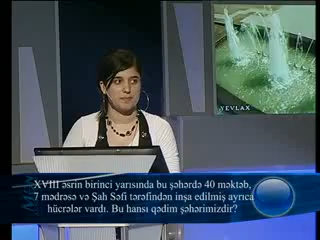 YEVLAX
XVIII əsrin birinci yarısında bu şəhərdə 40 məktəb,
7 mədrəsə və Şah Səfi tərəfindən inşa edilmiş ayrıca
hücrələr vardı. Bu hansı qədim şəhərimizdir?